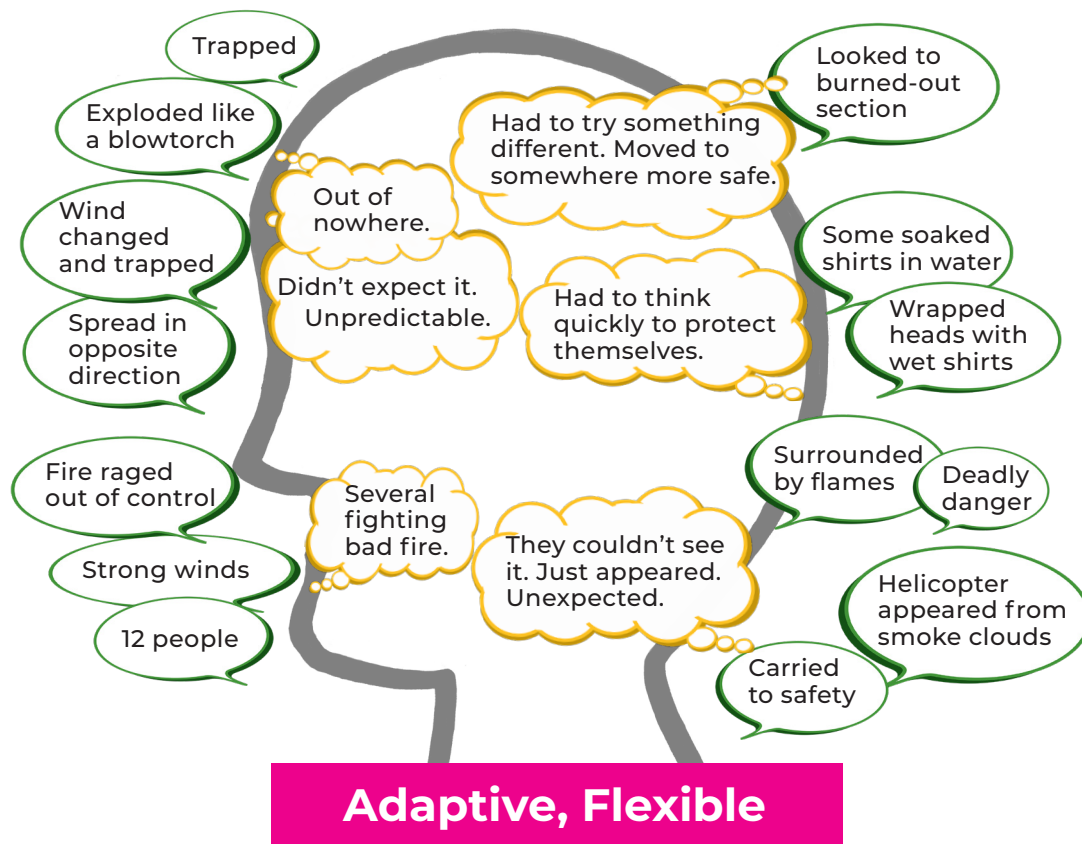 Trapped
Exploded like
a blowtorch
Wind
changed
and trapped
Spread in
opposite
direction
Fire raged
out of control
Strong winds
12 people
Out of
nowhere.
Didn’t expect it.
Unpredictable.
Several
fighting
bad fire.
Had to try something
different. Moved to
somewhere more safe.
Had to think
quickly to protect
themselves.
They couldn’t see
it. Just appeared.
Unexpected.
Looked to
burned-out
section
Some soaked
shirts in water
Wrapped
heads with
wet shirts
Surrounded
by flames
Deadly
danger
Helicopter
appeared from
smoke clouds
Carried
to safety
Adaptive, Flexible